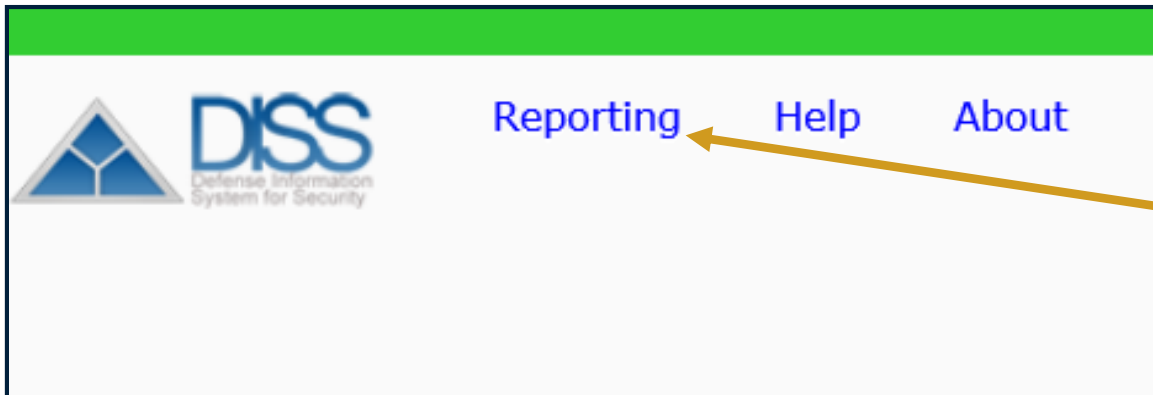 DISS
Defense Information
System for Security
Reporting Help About